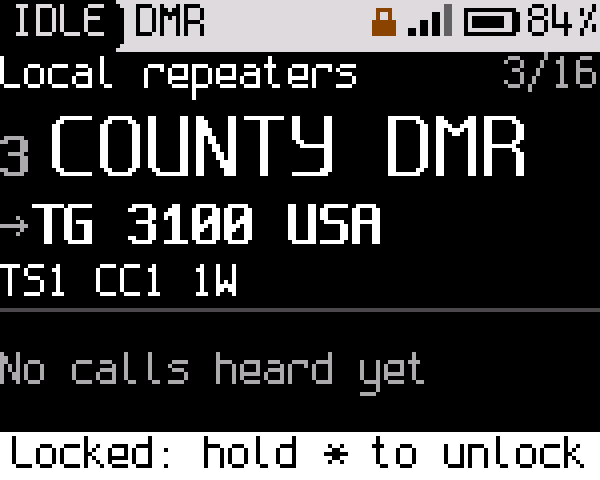 IDLE DMR 84%
Local repeaters 3/16
3 COUNTY DMR
→TG 3100 USA
TS1 CC1 1W
No calls heard yet
Locked: hold * to unlock